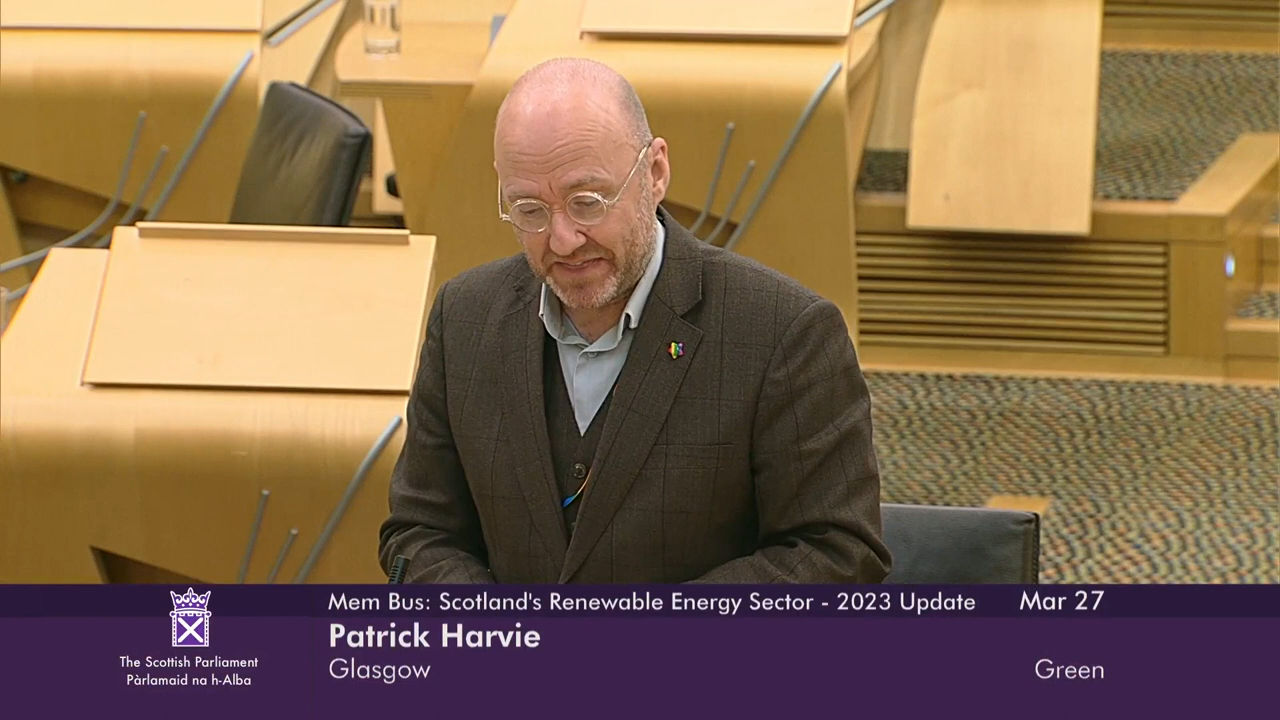 Mem Bus: Scotland's Renewable Energy Sector - 2023 Update
Mar 27
Patrick Harvie
Glasgow
Green
The Scottish Parliament
Pàrlamaid na h-Alba